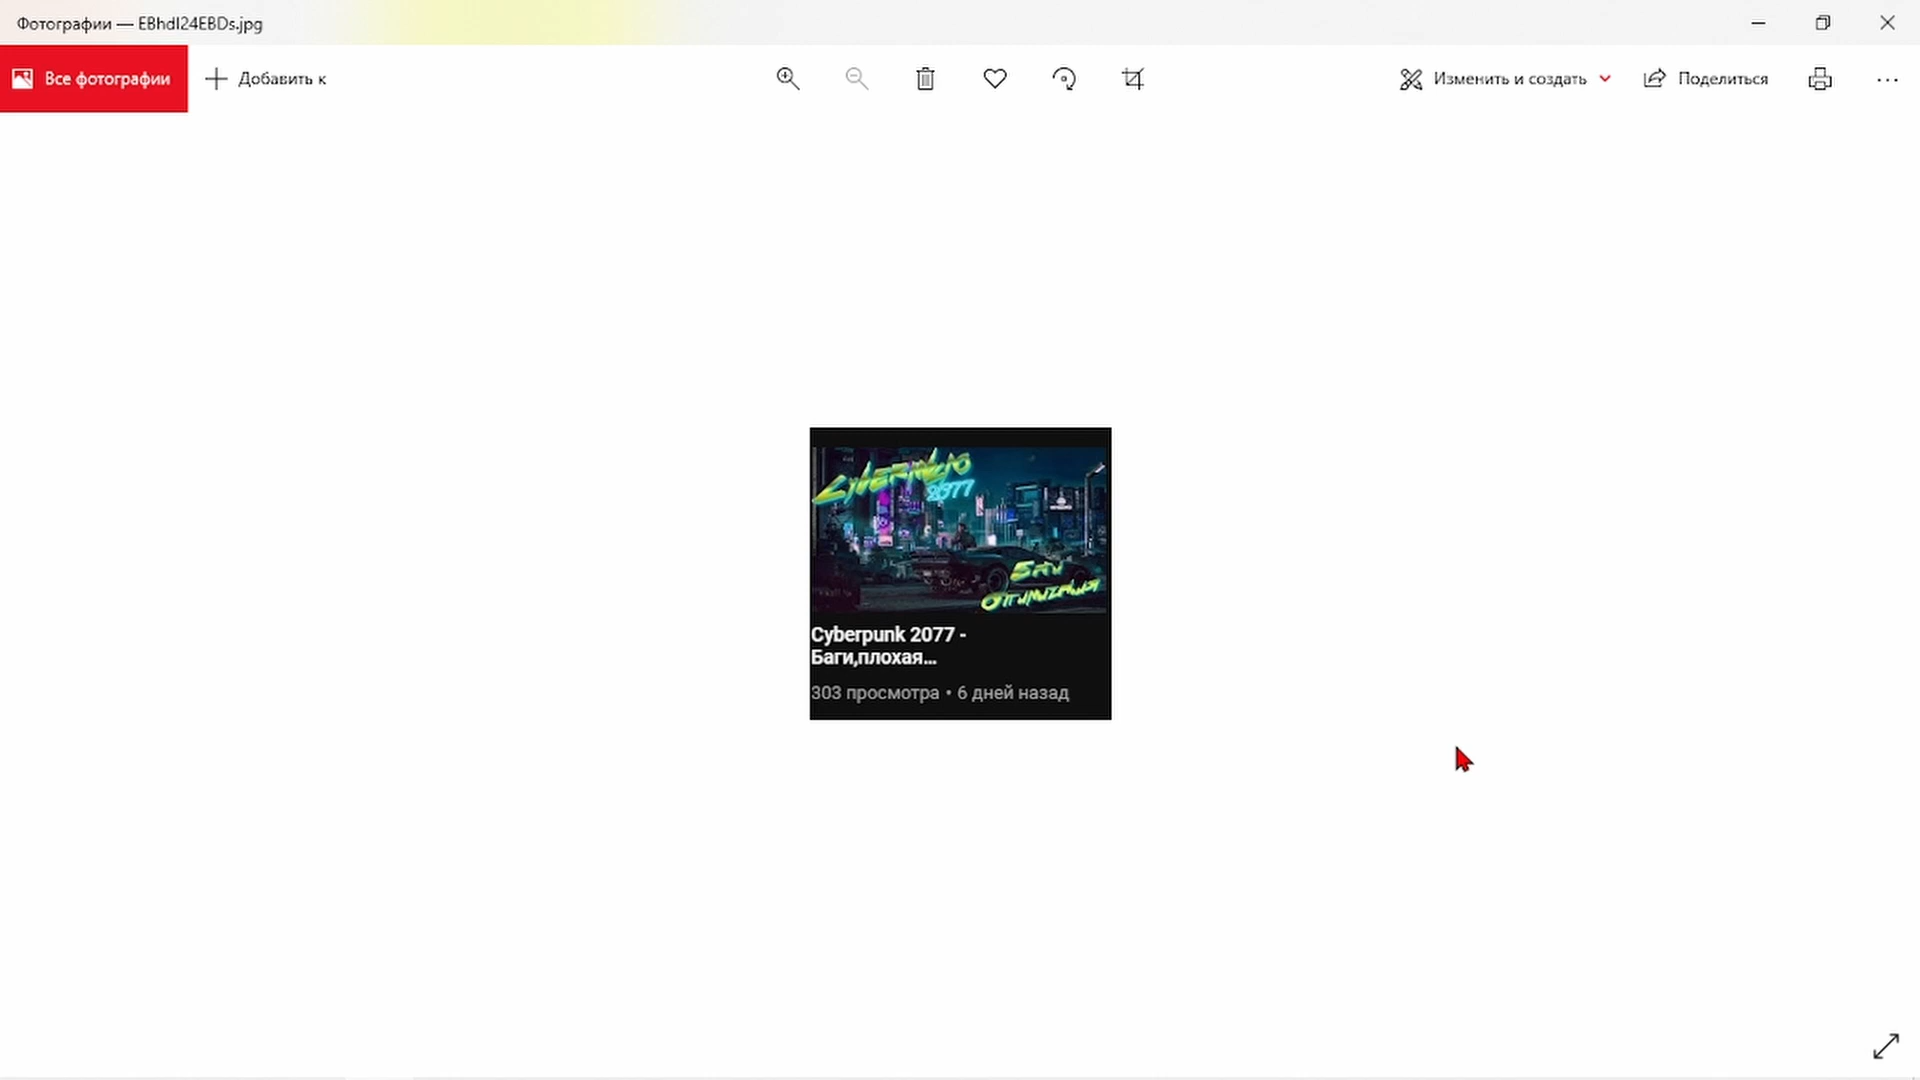 Фотографии — EBhdI24EBDs.jpg
Все фотографии
Добавить к
Изменить и создать
Поделиться
2077
Баги
Cyberpunk 2077 -
Баги,плохая...
303 просмотра • 6 дней назад